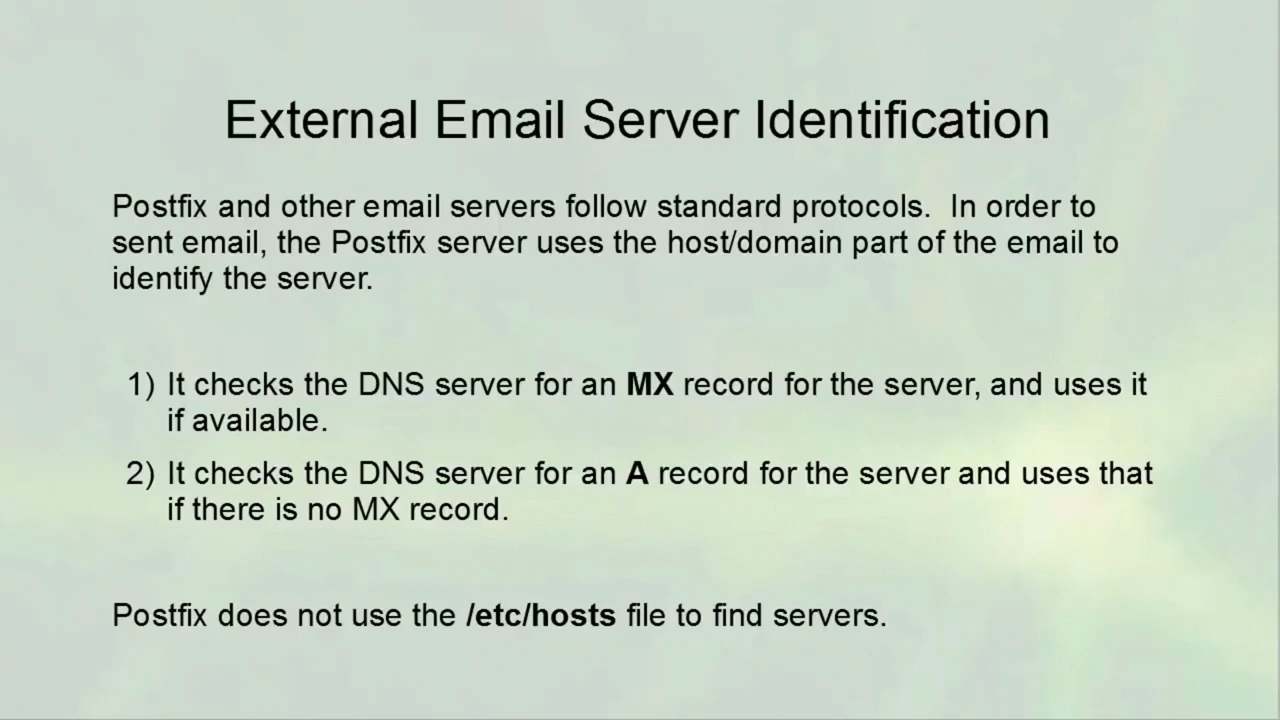 External Email Server Identification
Postfix and other email servers follow standard protocols.  In order to
sent email, the Postfix server uses the host/domain part of the email to
identify the server.
1) It checks the DNS server for an MX record for the server, and uses it
if available.
2) It checks the DNS server for an A record for the server and uses that
if there is no MX record.
Postfix does not use the /etc/hosts file to find servers.